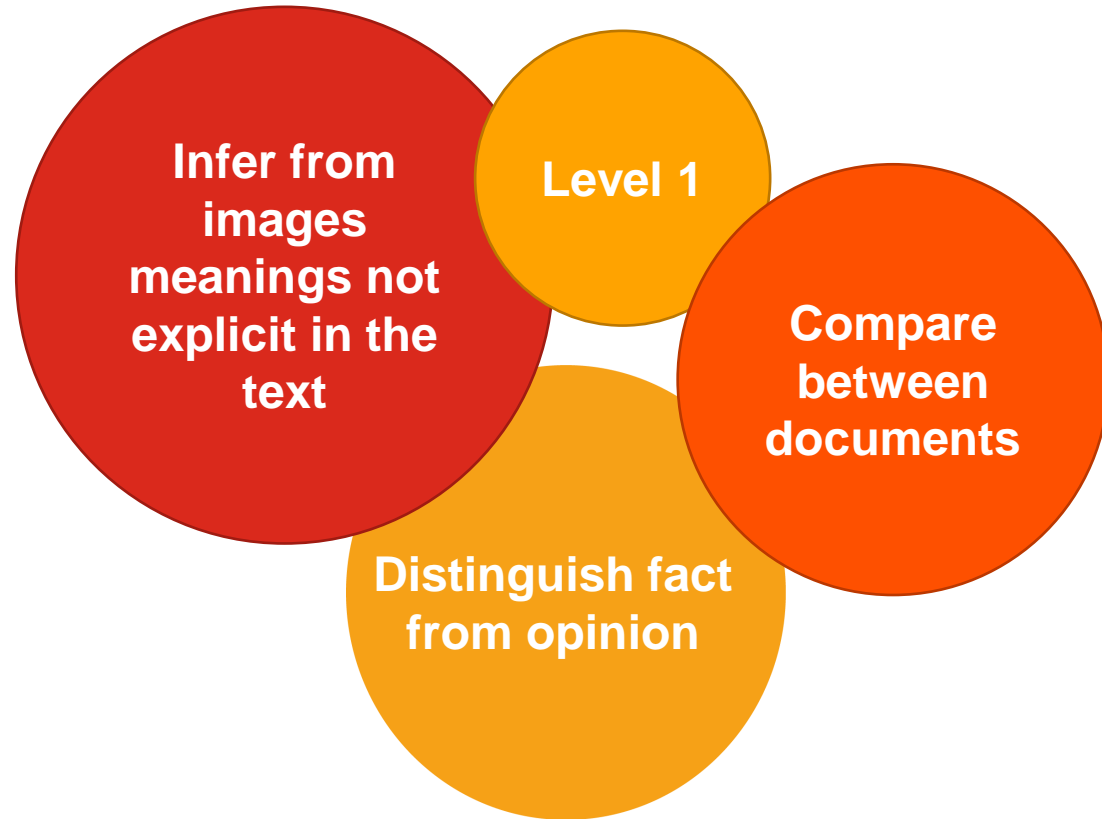 Infer from
images
meanings not
explicit in the
text
Level 1
Compare
between
documents
Distinguish fact
from opinion